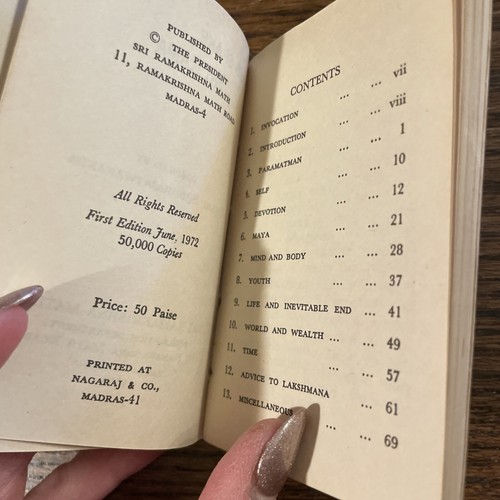 PUBLISHED BY
© THE PRESIDENT
SRI RAMAKRISHNA MATH
11, RAMAKRISHNA MATH ROAD
MADRAS-4
All Rights Reserved
First Edition June, 1972
50,000 Copies
Price: 50 Paise
PRINTED AT
NAGARAJ & CO.,
MADRAS-41
CONTENTS
1. INVOCATION ... ... vii
2. INTRODUCTION ... ... viii
3. PARAMATMAN ... ... 1
4. SELF ... ... 10
5. DEVOTION ... ... 12
6. MAYA ... ... 21
7. MIND AND BODY ... ... 28
8. YOUTH ... ... 37
9. LIFE AND INEVITABLE END ... 41
10. WORLD AND WEALTH ... ... 49
11. TIME ... ... 57
12. ADVICE TO LAKSHMANA ... 61
13. MISCELLANEOUS ... ... 69